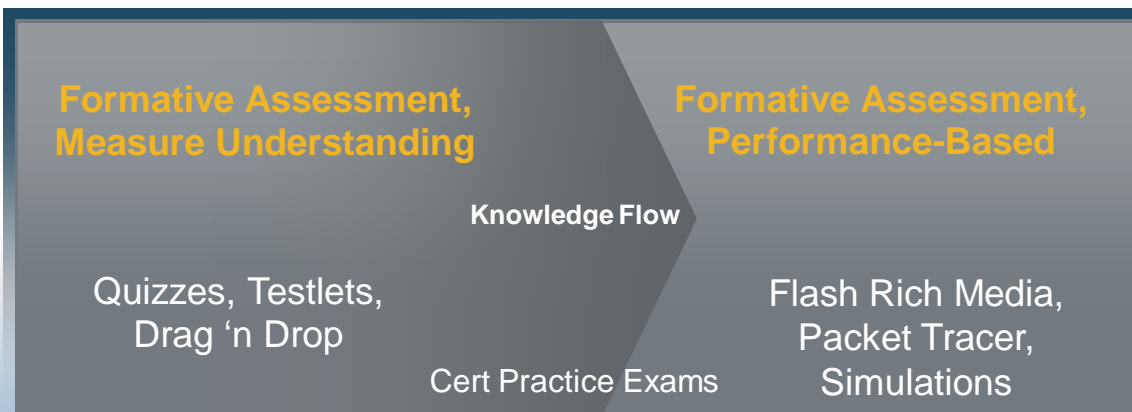 Formative Assessment,
Measure Understanding
Formative Assessment,
Performance-Based
Knowledge Flow
Quizzes, Testlets,
Drag ‘n Drop
Flash Rich Media,
Packet Tracer,
Simulations
Cert Practice Exams